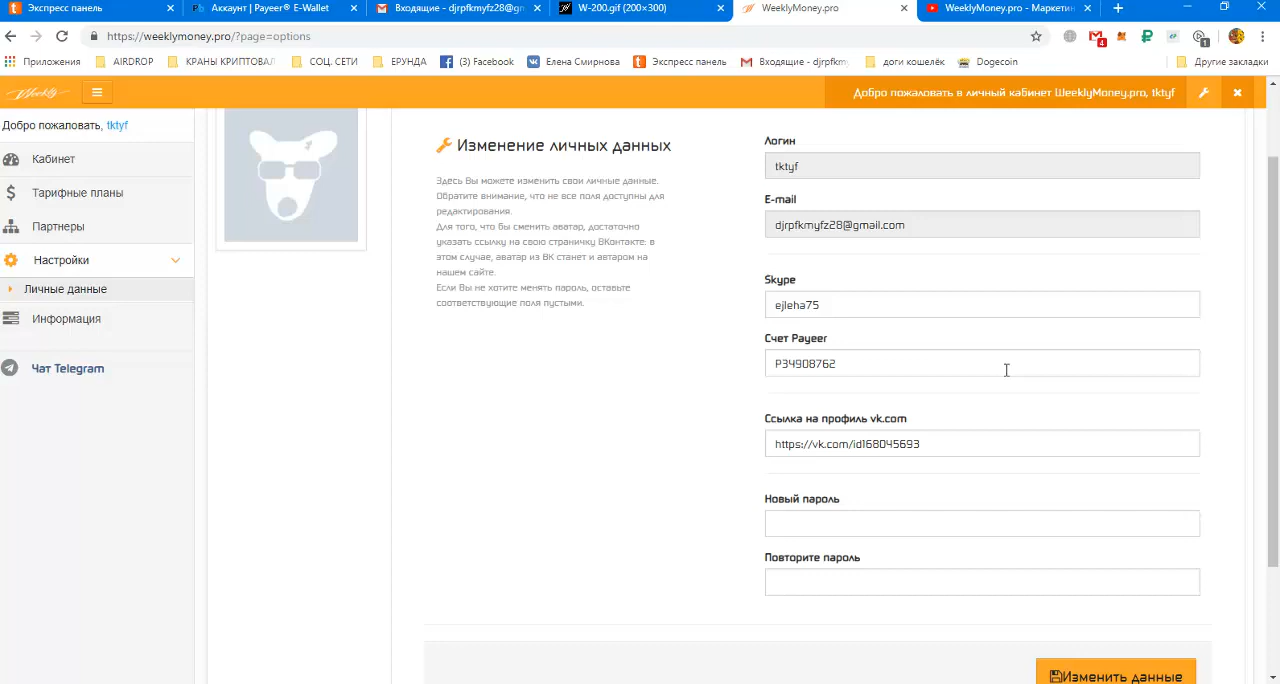 Экспресс панель
Аккаунт | Payeer® E-Wallet
Входящие - djrpfkmyfz28@gm
W-200.gif (200×300)
WeeklyMoney.pro
WeeklyMoney.pro - Маркетин
https://weeklymoney.pro/?page=options
4
1
Приложения
AIRDROP
КРАНЫ КРИПТОВАЛ
СОЦ. СЕТИ
ЕРУНДА
(3) Facebook
Елена Смирнова
Экспресс панель
Входящие - djrpfkmy
доги кошелёк
Dogecoin
Другие закладки
Weekly
Добро пожаловать в личный кабинет WeeklyMoney.pro, tktyf
Добро пожаловать, tktyf
Кабинет
Тарифные планы
Партнеры
Настройки
Личные данные
Информация
Чат Telegram
Изменение личных данных
Здесь Вы можете изменить свои личные данные.
Обратите внимание, что не все поля доступны для
редактирования.
Для того, что бы сменить аватар, достаточно
указать ссылку на свою страничку ВКонтакте: в
этом случае, аватар из ВК станет и автаром на
нашем сайте.
Если Вы не хотите менять пароль, оставьте
соответствующие поля пустыми.
Логин
tktyf
E-mail
djrpfkmyfz28@gmail.com
Skype
ejleha75
Счет Payeer
P34908762
Ссылка на профиль vk.com
https://vk.com/id168045693
Новый пароль
Повторите пароль
Изменить данные